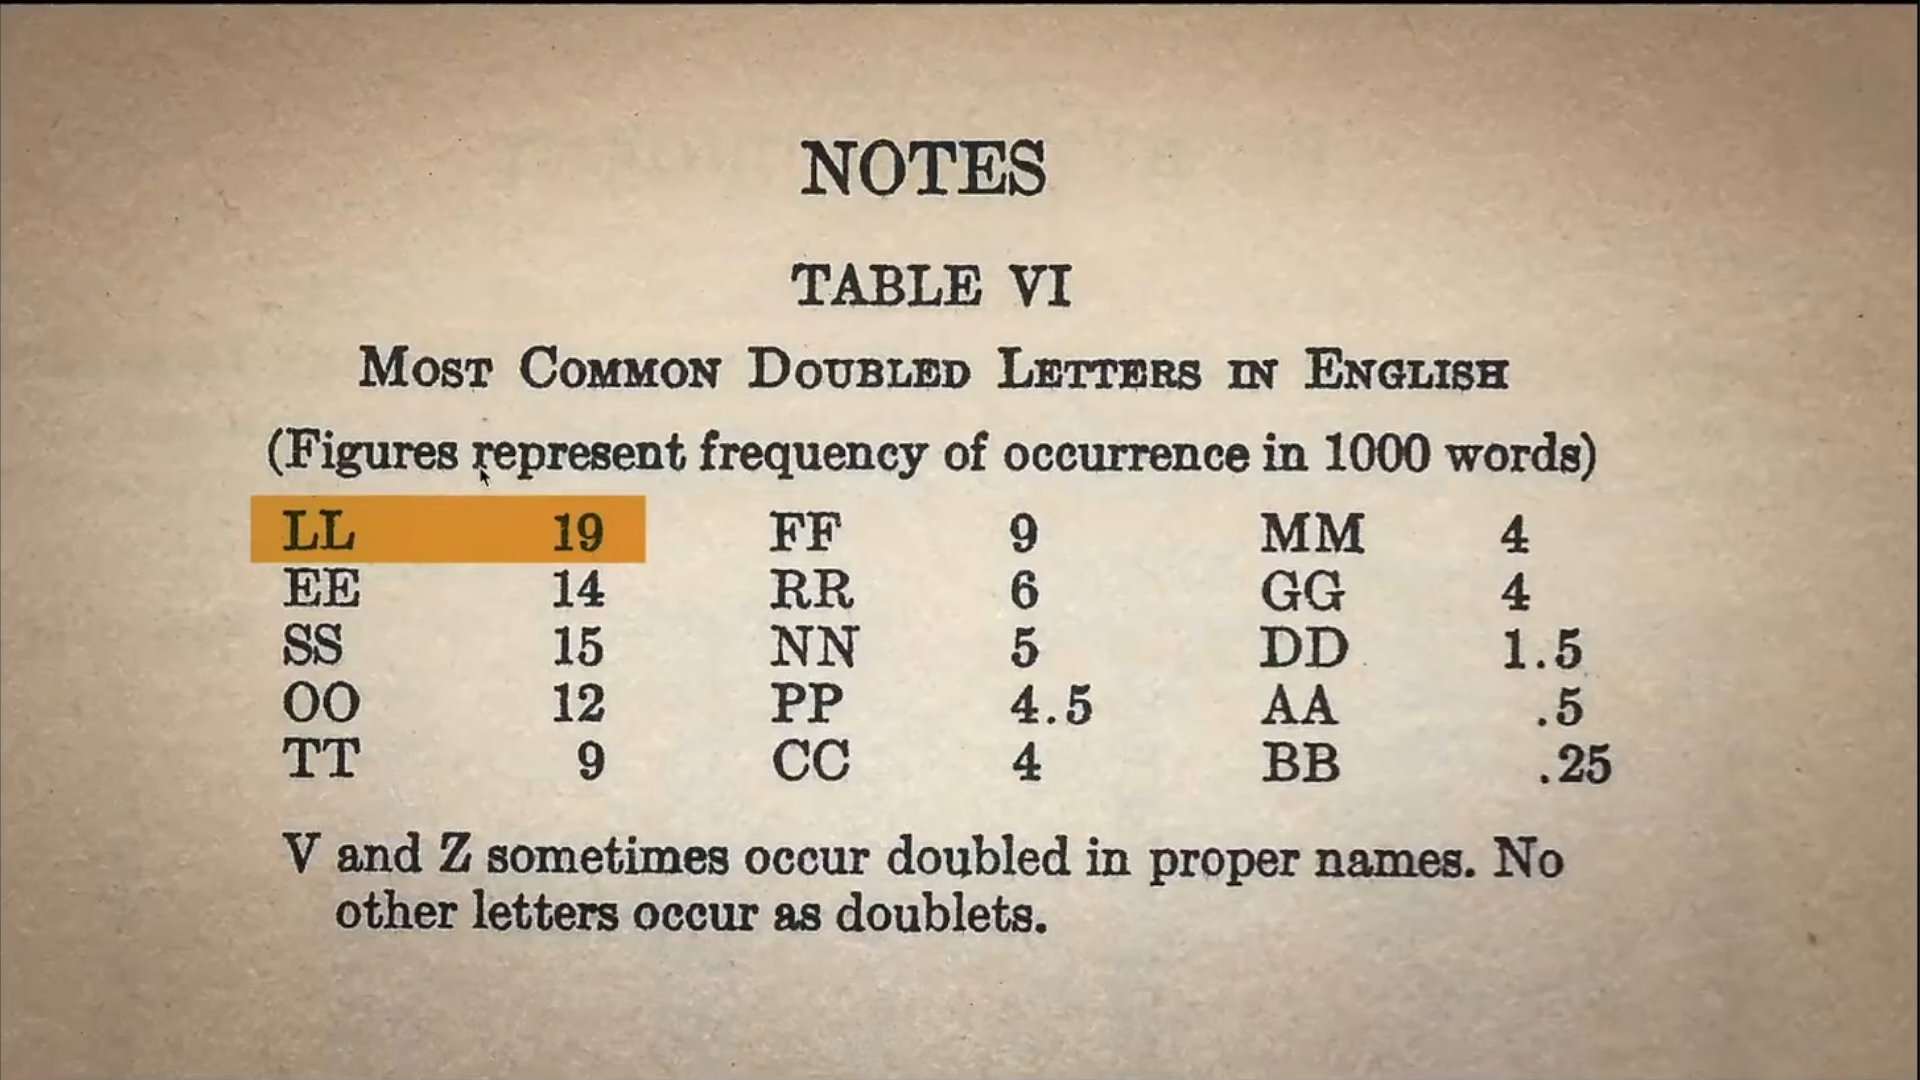 NOTES
TABLE VI
MOST COMMON DOUBLED LETTERS IN ENGLISH
(Figures represent frequency of occurrence in 1000 words)
LL 19 FF 9 MM 4
EE 14 RR 6 GG 4
SS 15 NN 5 DD 1.5
OO 12 PP 4.5 AA .5
TT 9 CC 4 BB .25
V and Z sometimes occur doubled in proper names. No
other letters occur as doublets.